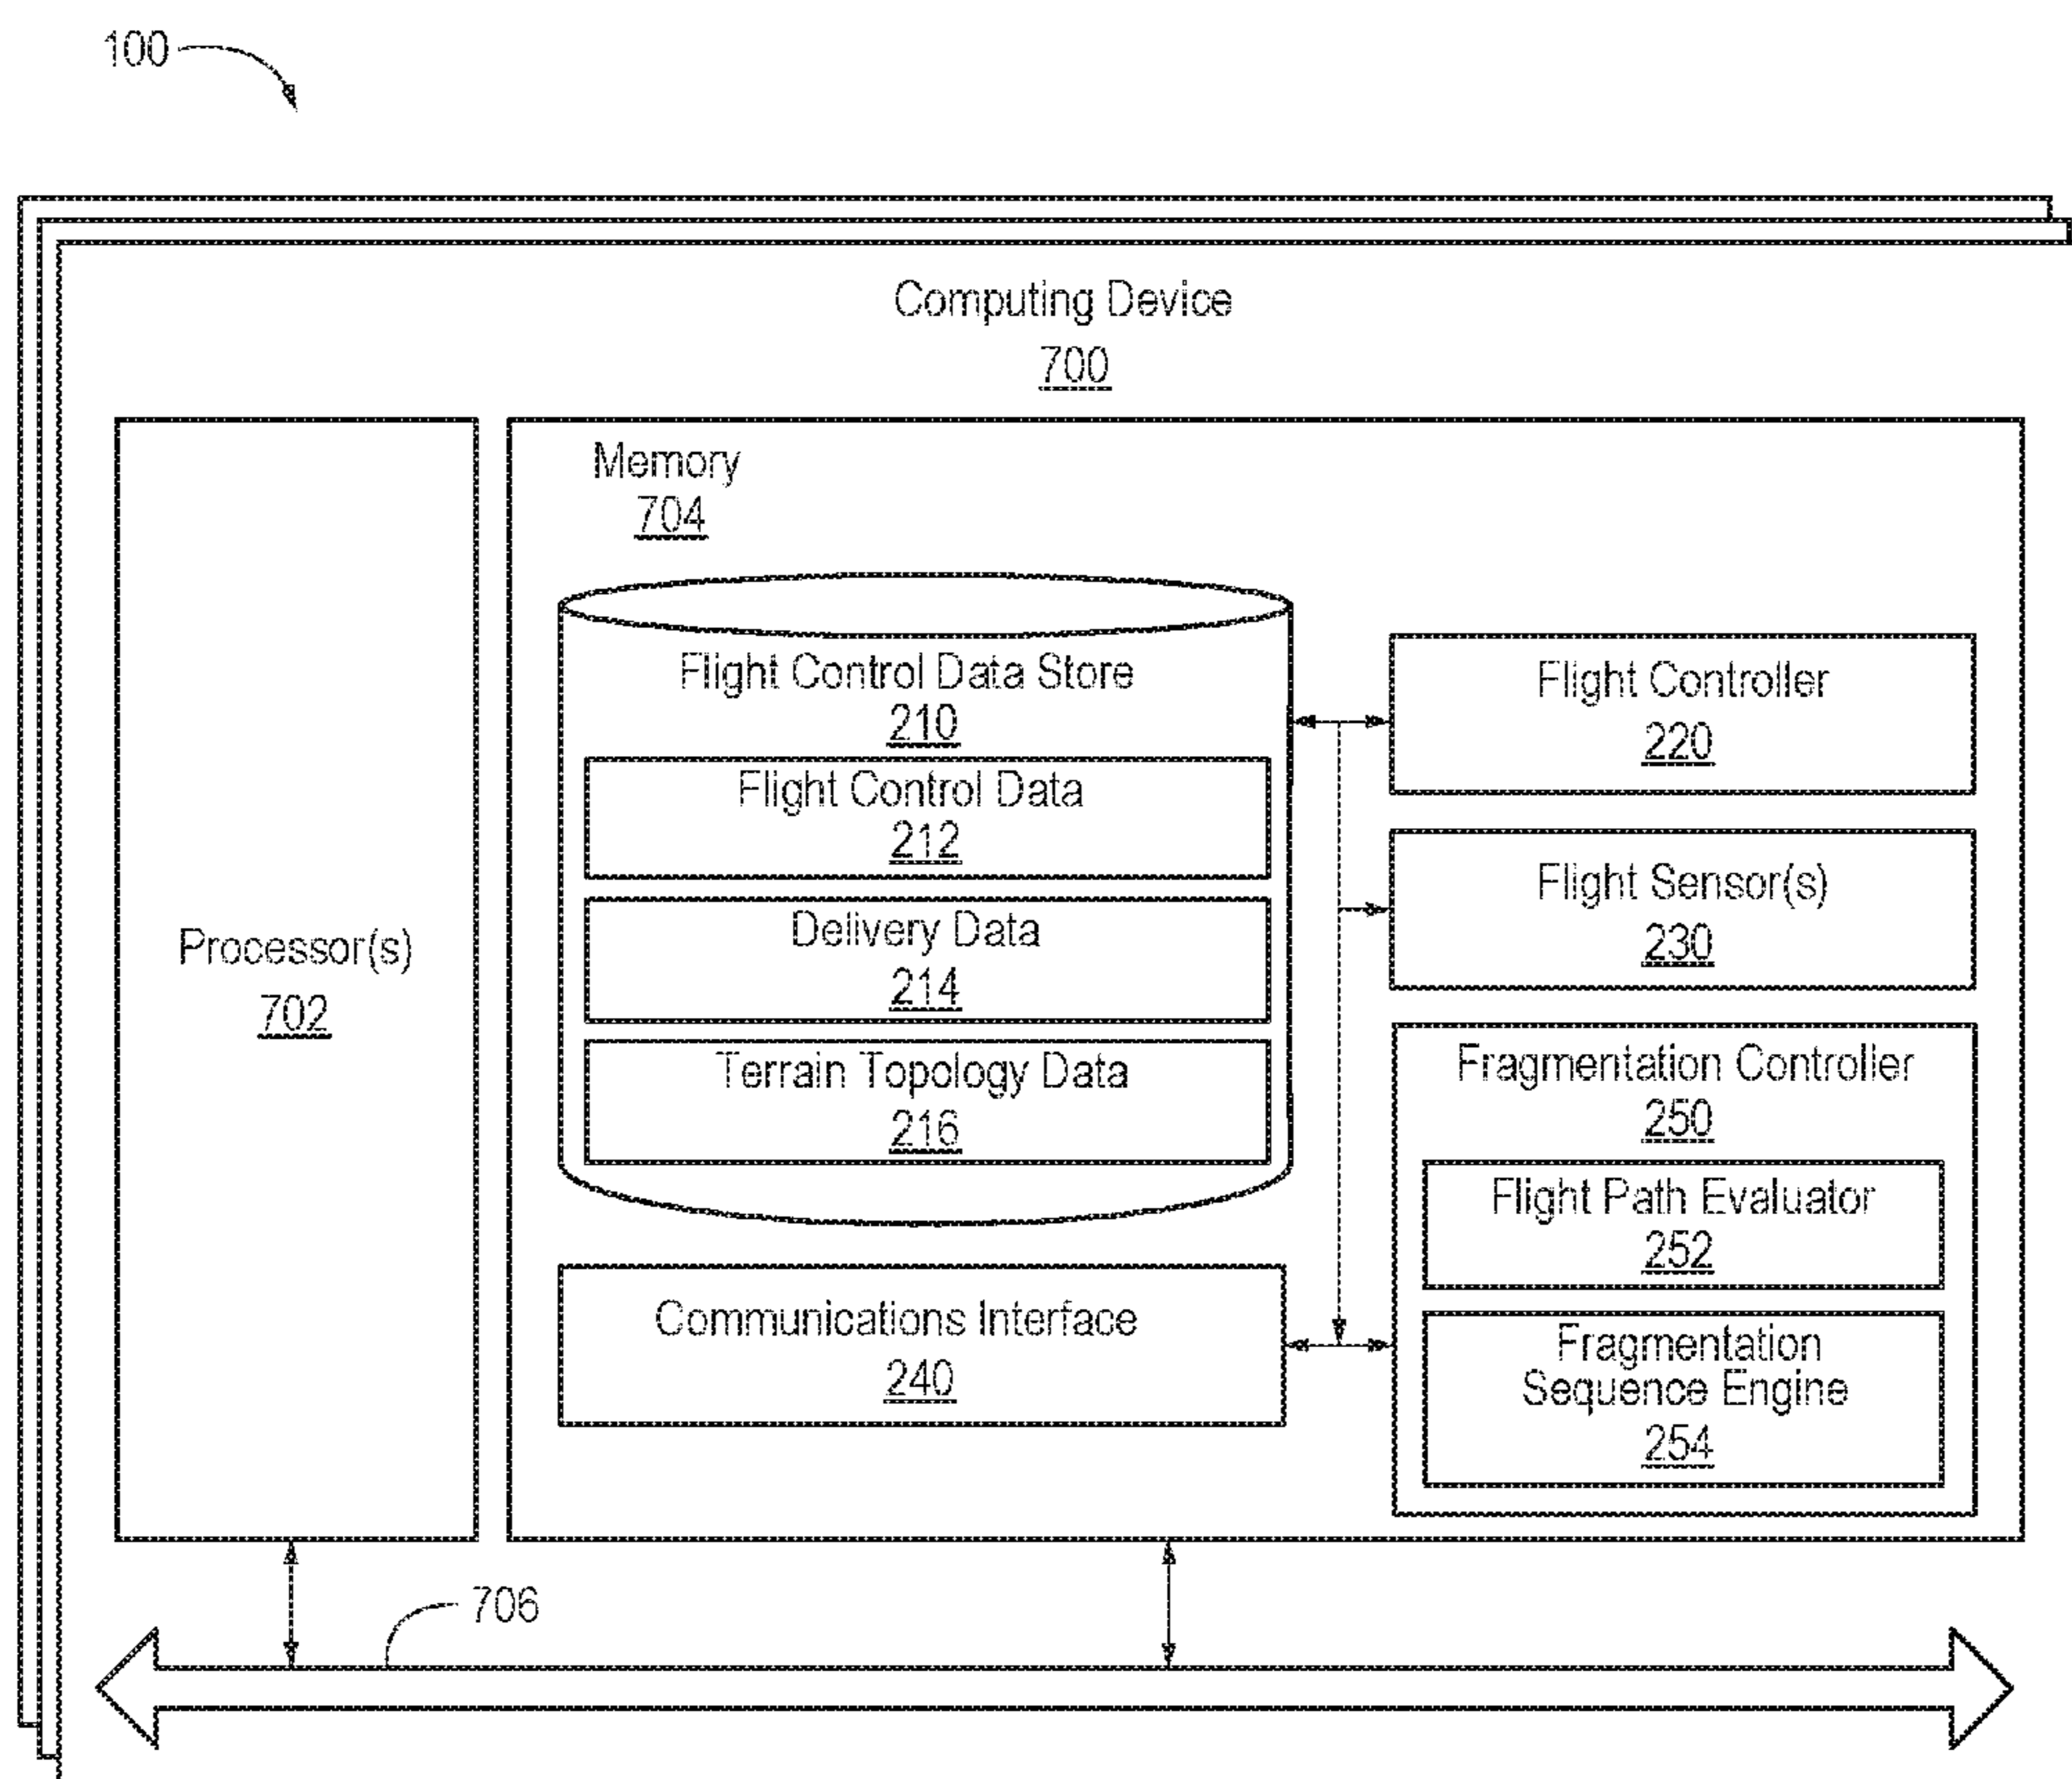 100
Computing Device
700
Processor(s)
702
Memory
704
Flight Control Data Store
210
Flight Control Data
212
Delivery Data
214
Terrain Topology Data
216
Communications Interface
240
Flight Controller
220
Flight Sensor(s)
230
Fragmentation Controller
250
Flight Path Evaluator
252
Fragmentation
Sequence Engine
254
706